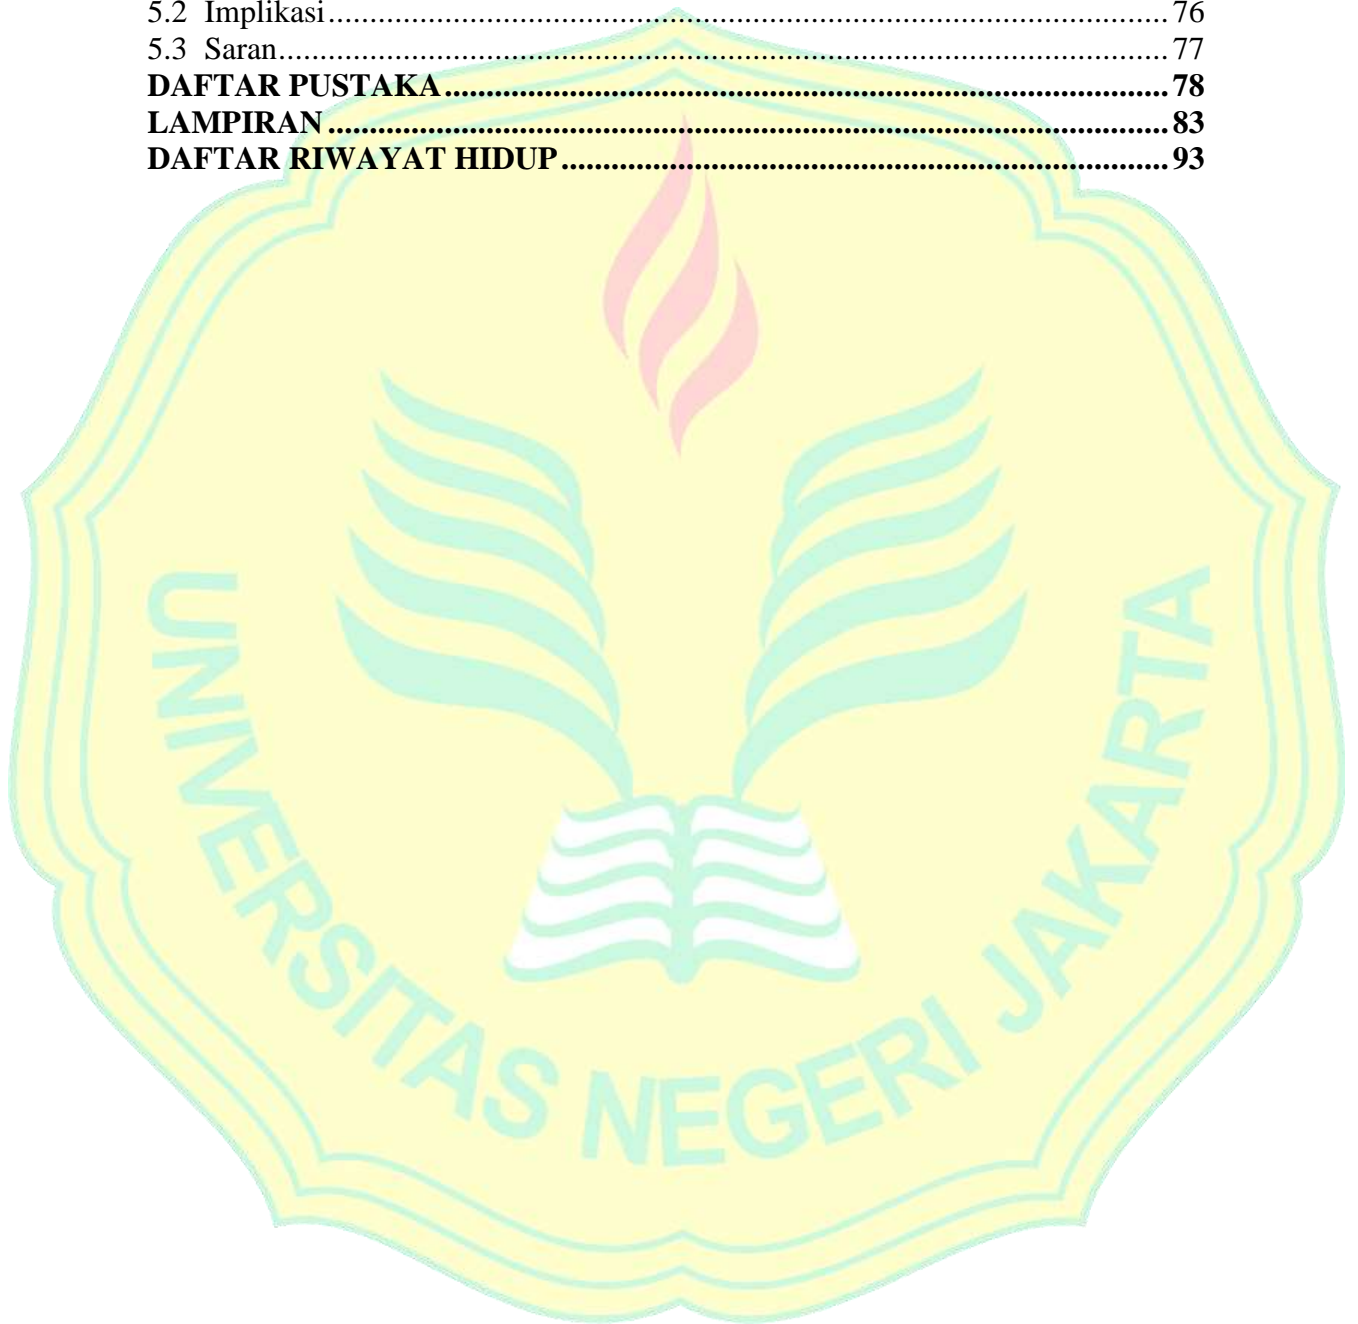 5.2 Implikasi........................................................................................................ 76
5.3 Saran.............................................................................................................. 77
DAFTAR PUSTAKA.......................................................................................... 78
LAMPIRAN........................................................................................................ 83
DAFTAR RIWAYAT HIDUP............................................................................ 93
UNIVERSITAS NEGERI JAKARTA